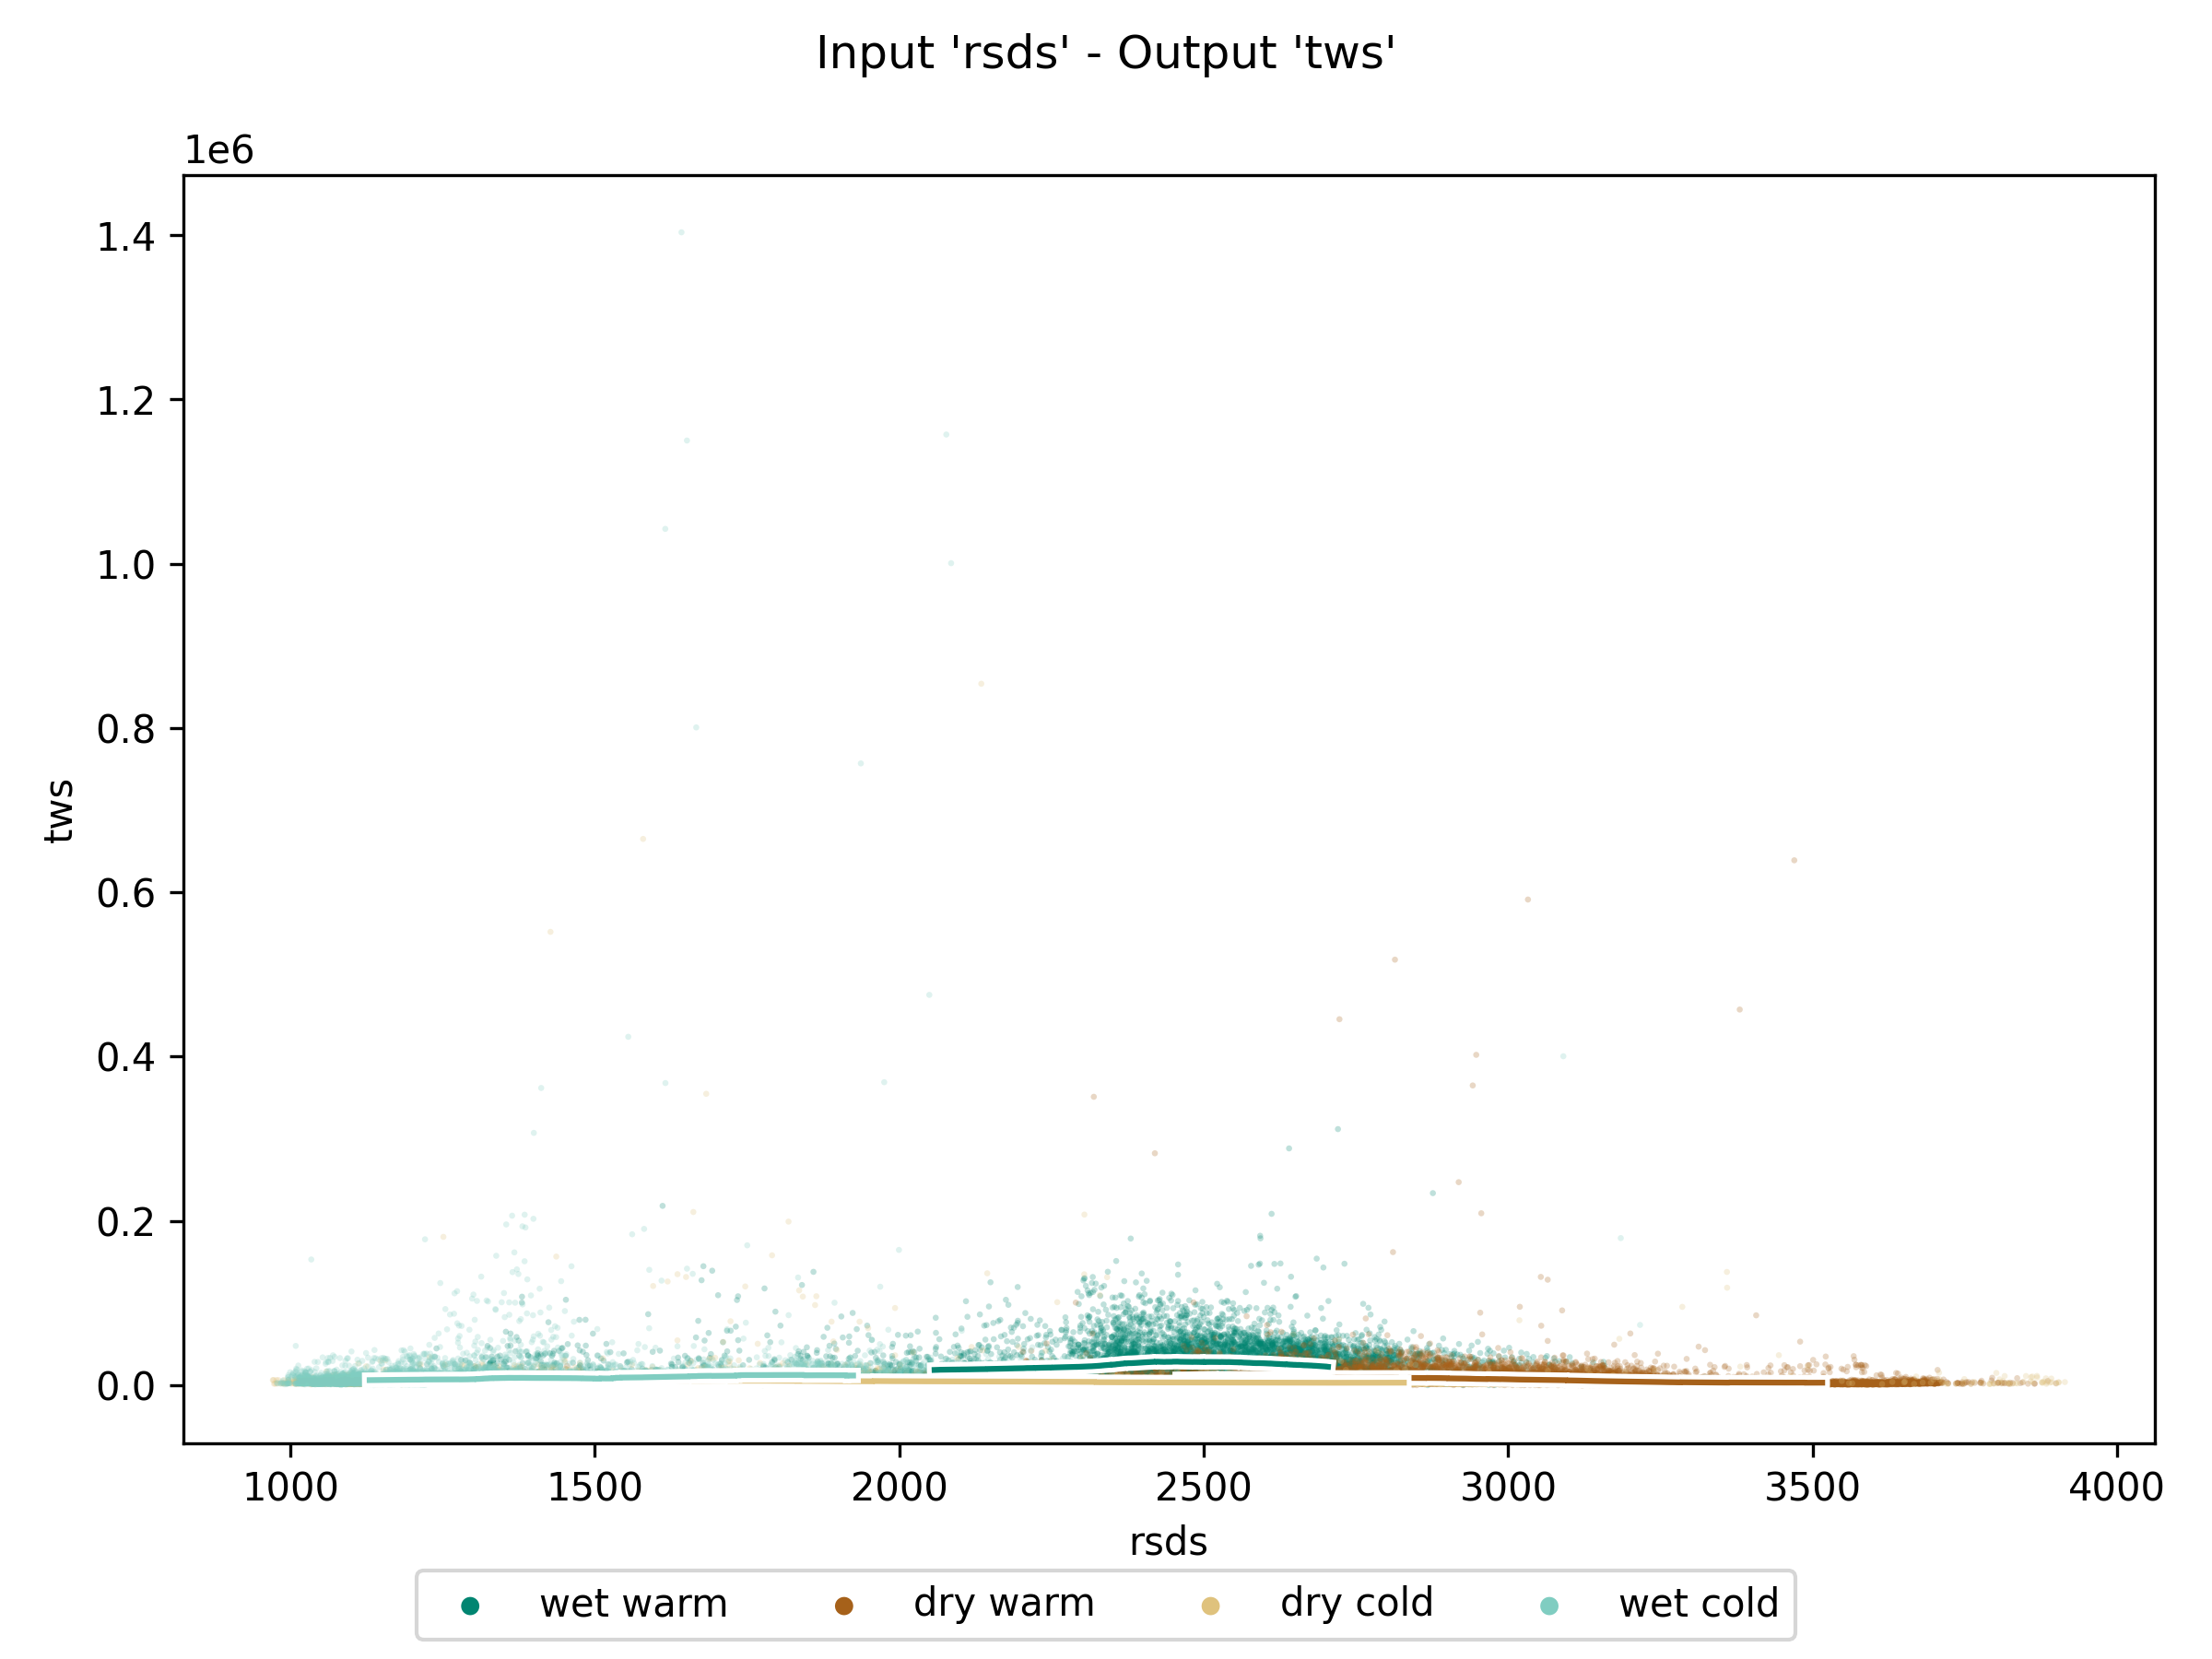 Input 'rsds' - Output 'tws'
1e6
1.4
1.2
1.0
0.8
0.6
0.4
0.2
0.0
tws
1000 1500 2000 2500 3000 3500 4000
rsds
wet warm dry warm dry cold wet cold